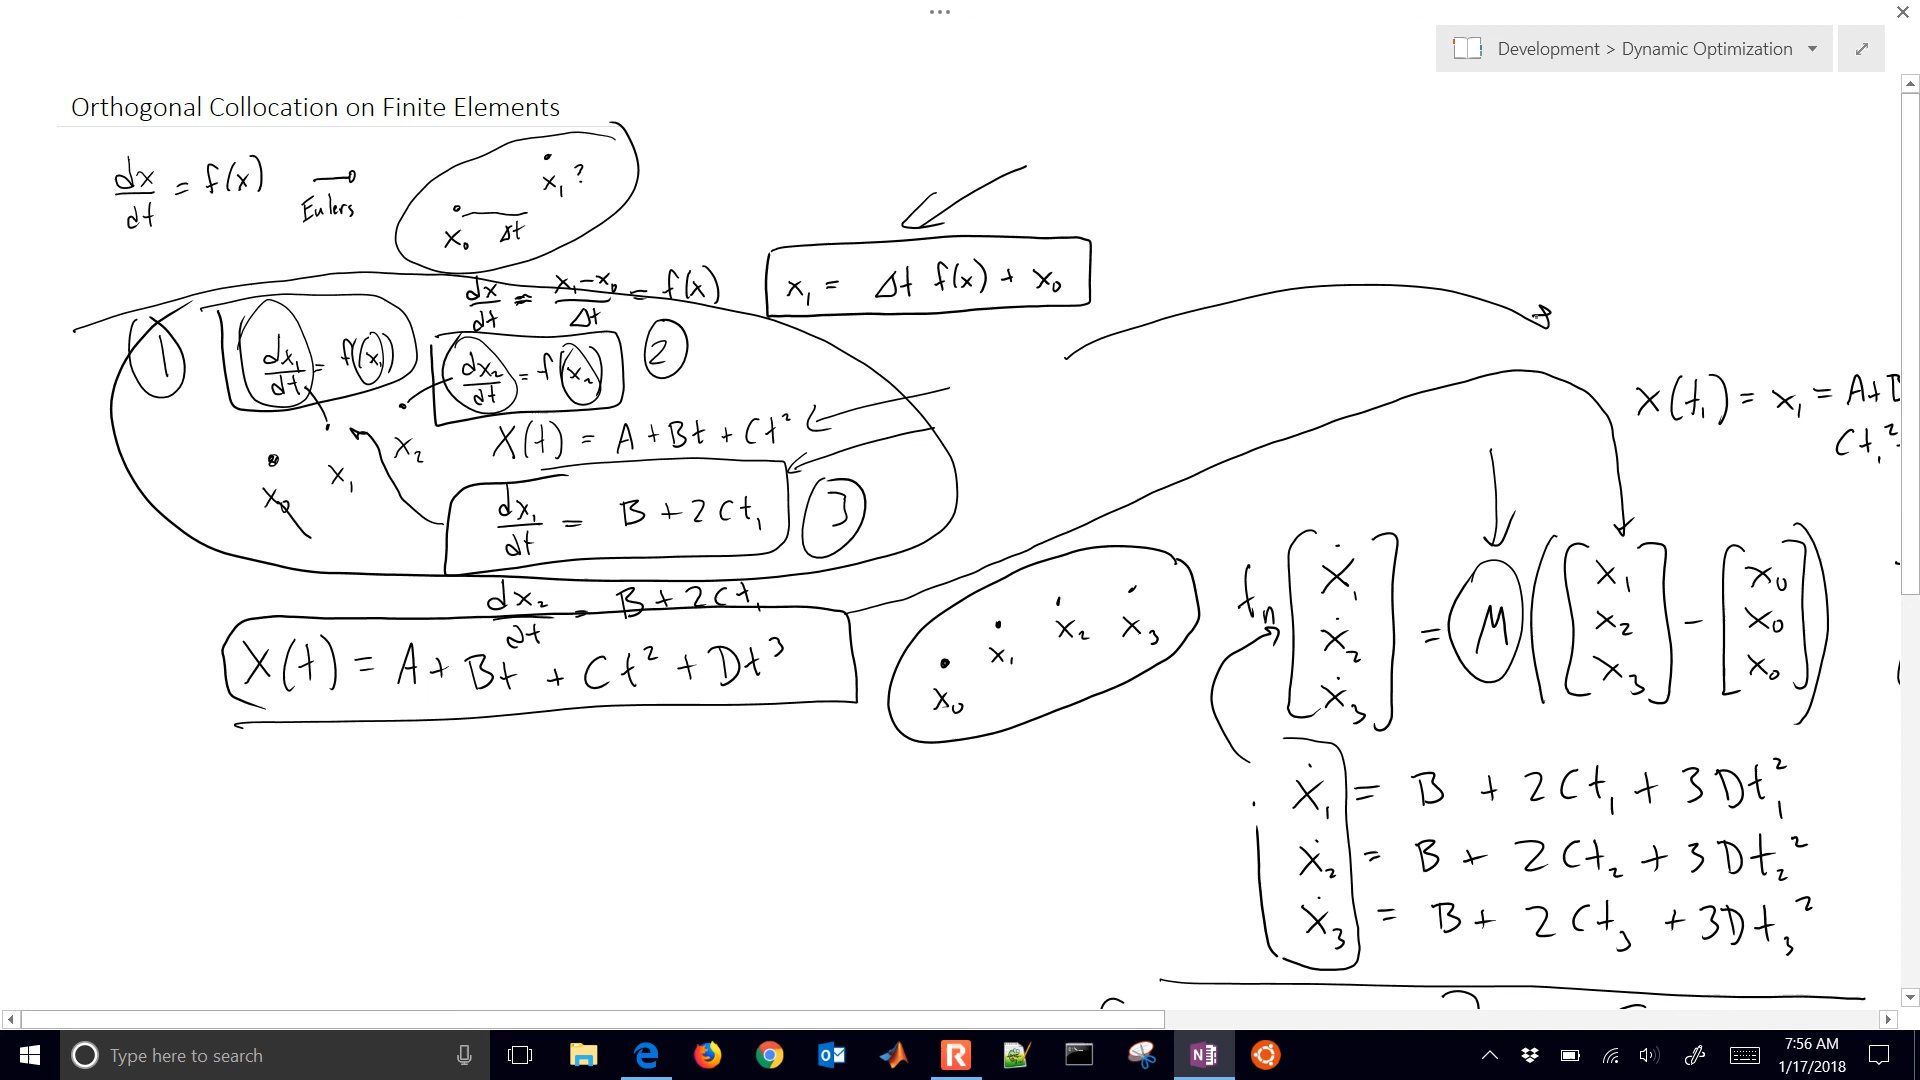 Development > Dynamic Optimization
Orthogonal Collocation on Finite Elements
dx/dt = f(x)
Eulers
x₀ Δt x₁?
dx/dt = (x₁-x₀)/Δt = f(x)
x₁ = Δt f(x) + x₀
1
dx₁/dt = f(x₁)
dx₂/dt = f(x₂)
2
x₀ x₁ x₂
X(t) = A + Bt + Ct²
dx₁/dt = B + 2Ct₁
3
dx₂/dt = B + 2Ct₁
X(t) = A + Bt + Ct² + Dt³
x₀ x₁ x₂ x₃
X(t₁) = x₁ = A +
Ct₁²
tₙ [ẋ₁ ẋ₂ ẋ₃] = M ([x₁ x₂ x₃] - [x₀ x₀ x₀])
ẋ₁ = B + 2Ct₁ + 3Dt₁²
ẋ₂ = B + 2Ct₂ + 3Dt₂²
ẋ₃ = B + 2Ct₃ + 3Dt₃²
Type here to search
7:56 AM
1/17/2018